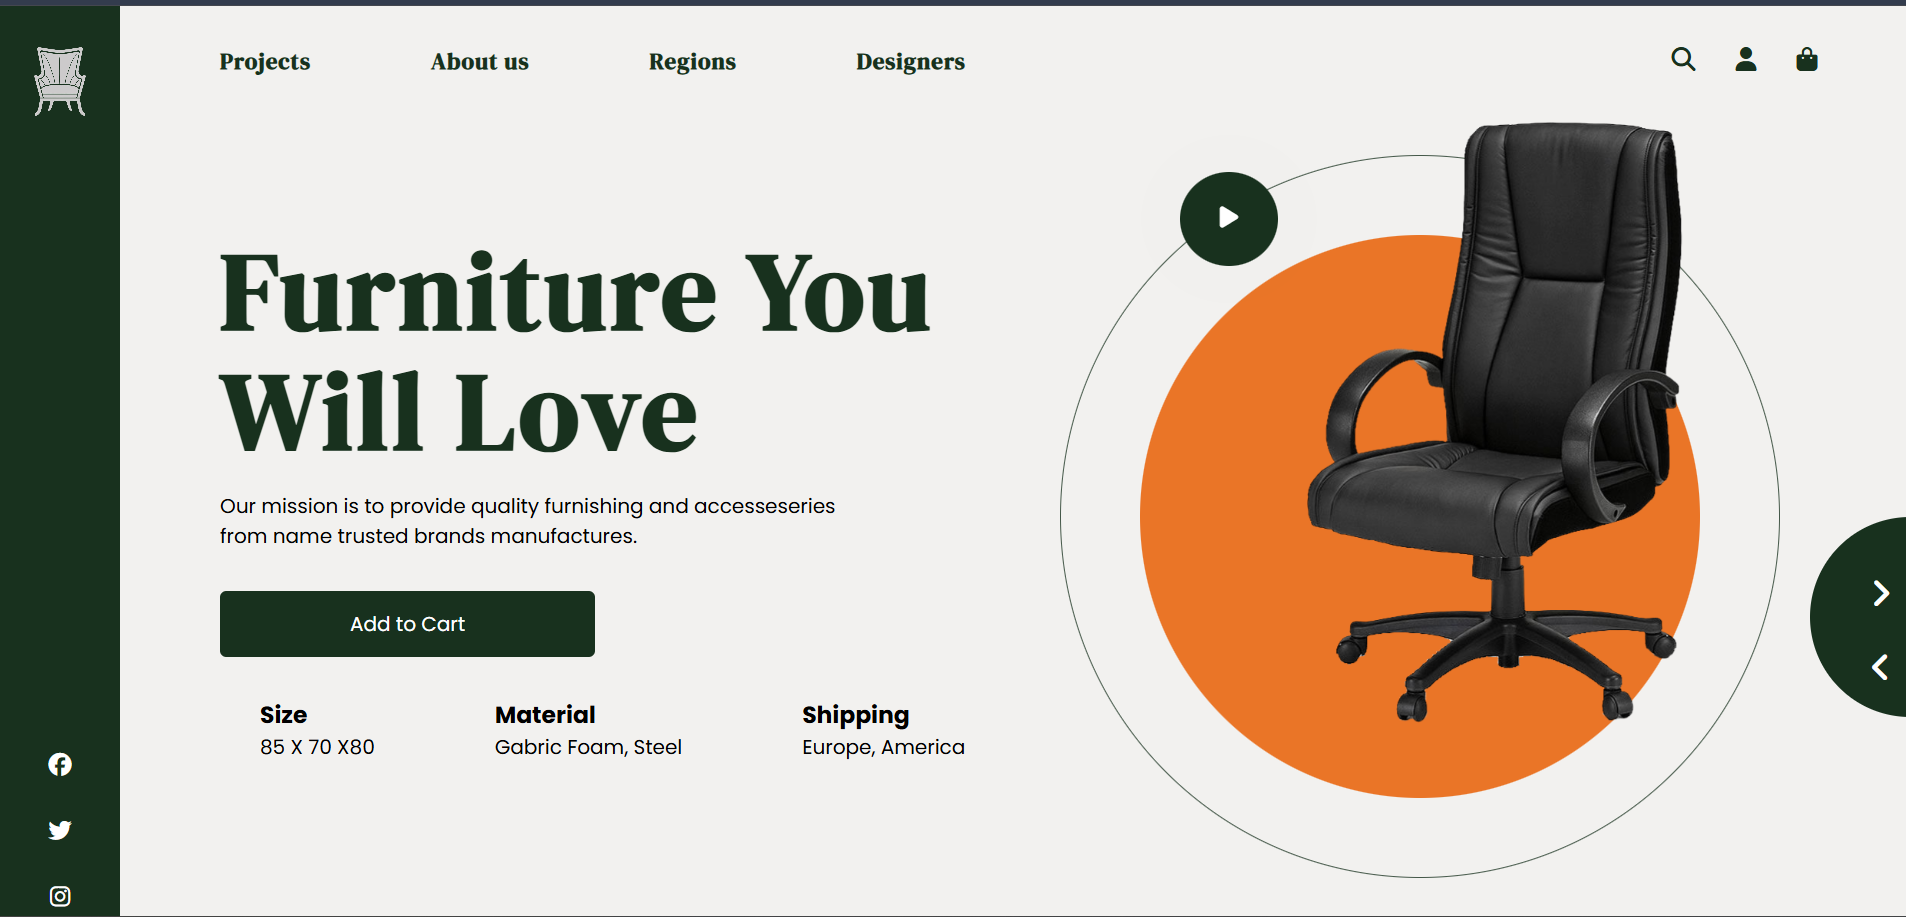 Projects About us Regions Designers
Furniture You
Will Love
Our mission is to provide quality furnishing and accesseseries
from name trusted brands manufactures.
Add to Cart
Size Material Shipping
85 X 70 X80 Gabric Foam, Steel Europe, America